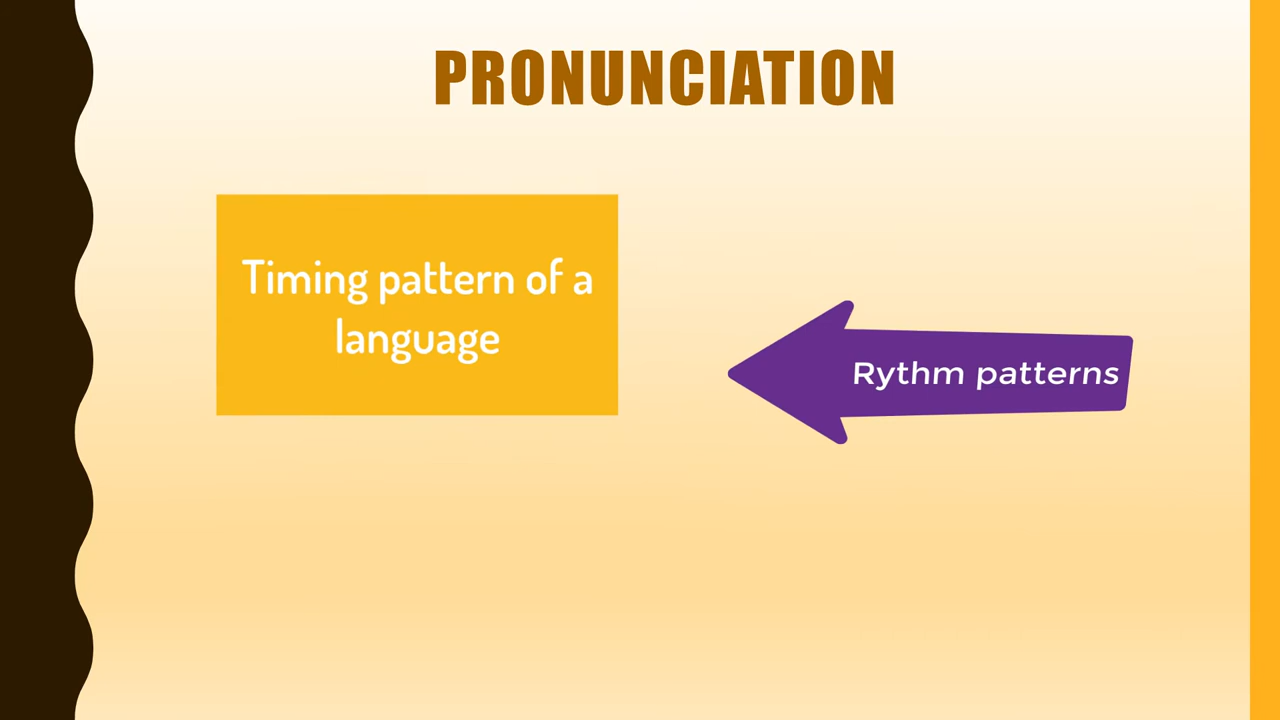 PRONUNCIATION
Timing pattern of a
language
Rythm patterns